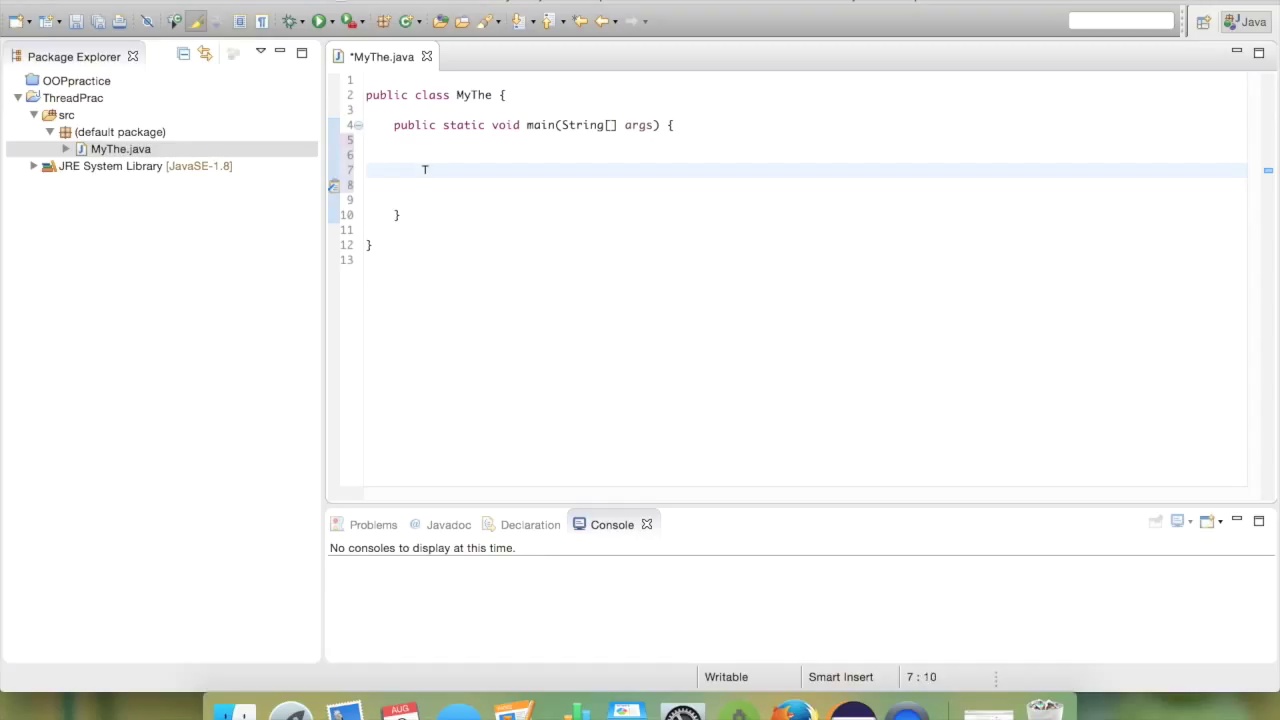 Java
Package Explorer
*MyThe.java
OOPpractice
ThreadPrac
src
(default package)
MyThe.java
JRE System Library [JavaSE-1.8]
1
2 public class MyThe {
3
4 public static void main(String[] args) {
5
6
7 T
8
9
10 }
11
12 }
13
Problems @ Javadoc Declaration Console
No consoles to display at this time.
Writable Smart Insert 7 : 10
AUG